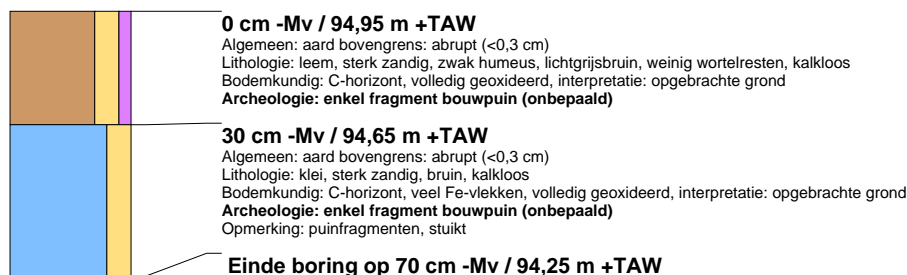 0 cm -Mv / 94,95 m +TAW
Algemeen: aard bovengrens: abrupt (<0,3 cm)
Lithologie: leem, sterk zandig, zwak humeus, lichtgrijsbruin, weinig wortelresten, kalkloos
Bodemkundig: C-horizont, volledig geoxideerd, interpretatie: opgebrachte grond
Archeologie: enkel fragment bouwpuin (onbepaald)
30 cm -Mv / 94,65 m +TAW
Algemeen: aard bovengrens: abrupt (<0,3 cm)
Lithologie: klei, sterk zandig, bruin, kalkloos
Bodemkundig: C-horizont, veel Fe-vlekken, volledig geoxideerd, interpretatie: opgebrachte grond
Archeologie: enkel fragment bouwpuin (onbepaald)
Opmerking: puinfragmenten, stuikt
Einde boring op 70 cm -Mv / 94,25 m +TAW